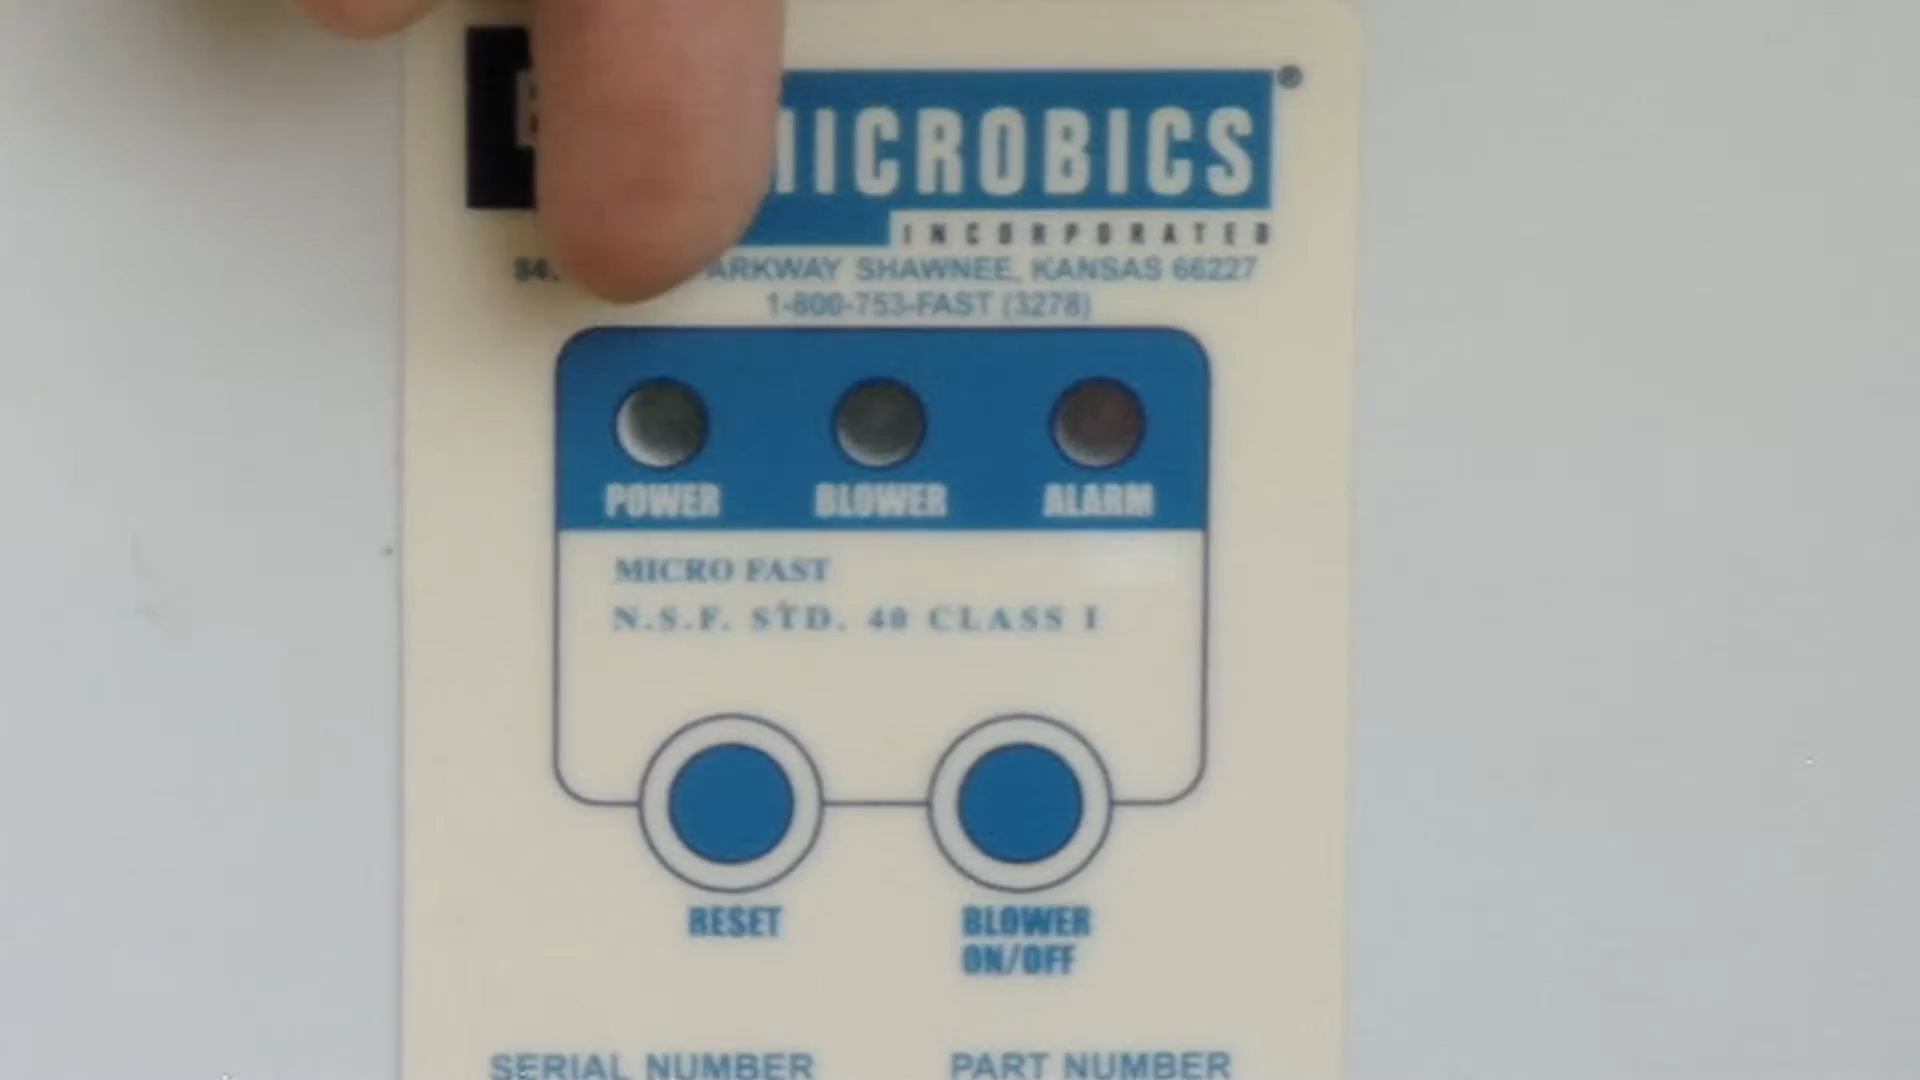 MICROBICS
INCORPORATED
PARKWAY SHAWNEE, KANSAS 66227
1-800-753-FAST (3278)
POWER BLOWER ALARM
MICRO FAST
N.S.F. STD. 40 CLASS I
RESET BLOWER
ON/OFF
SERIAL NUMBER PART NUMBER